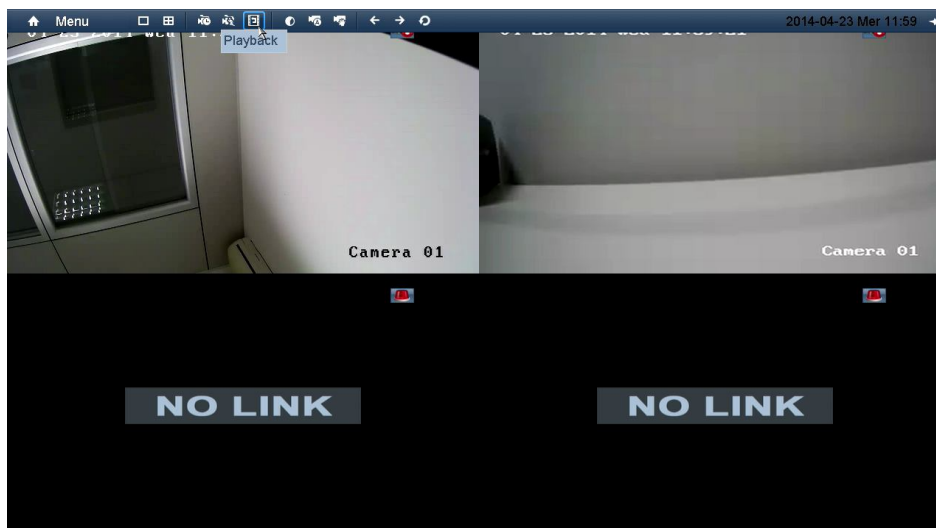 Menu
2014-04-23 Mer 11:59
Playback
Camera 01
Camera 01
NO LINK
NO LINK